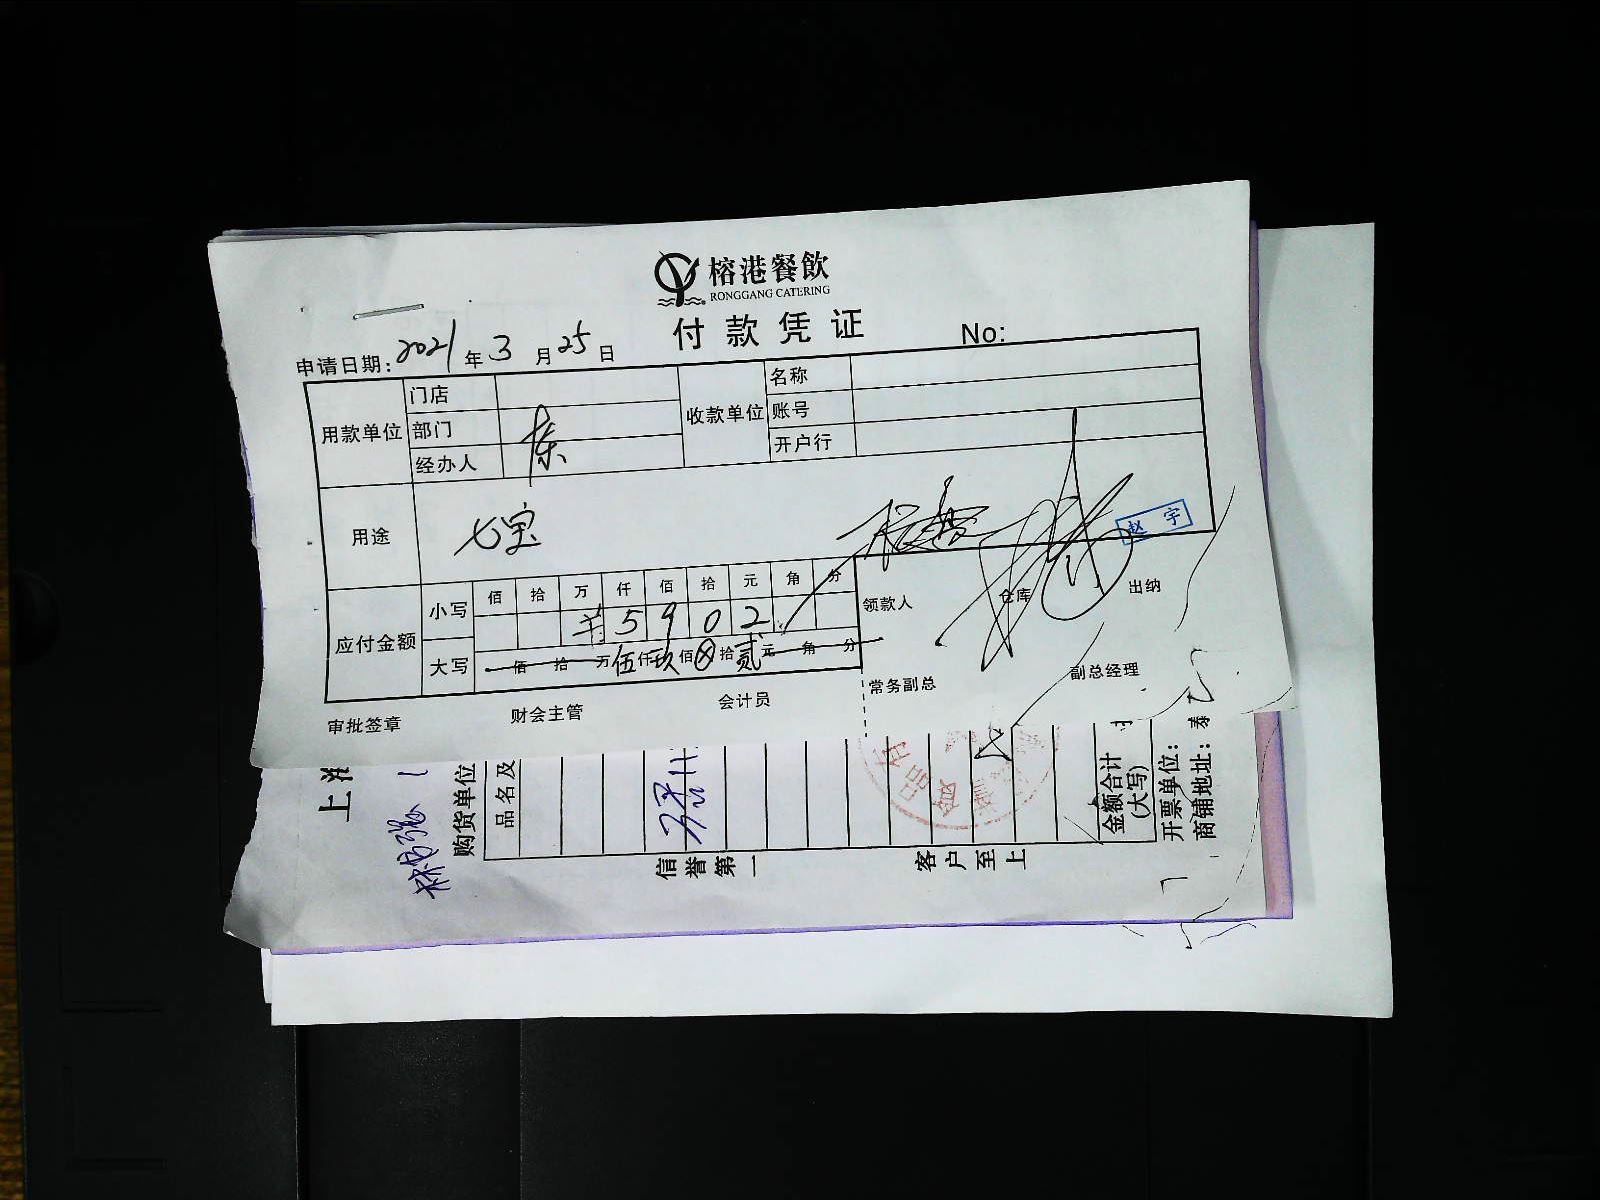 榕港餐飲
RONGGANG CATERING
付款凭证
No:
申请日期:2021年3月25日
用款单位 门店 收款单位 名称
部门 账号
经办人 陈 开户行
用途 七宝
赵宇
应付金额 小写 佰 拾 万 仟 佰 拾 元 角 分
¥5902
大写 佰 拾 万 伍仟玖佰⊗拾贰元 角 分
领款人 仓库 出纳
审批签章 财会主管 会计员 常务副总 副总经理
上海
购货单位
品名及
信誉第一
客户至上
金额合计
(大写)
开票单位:
商铺地址:泰